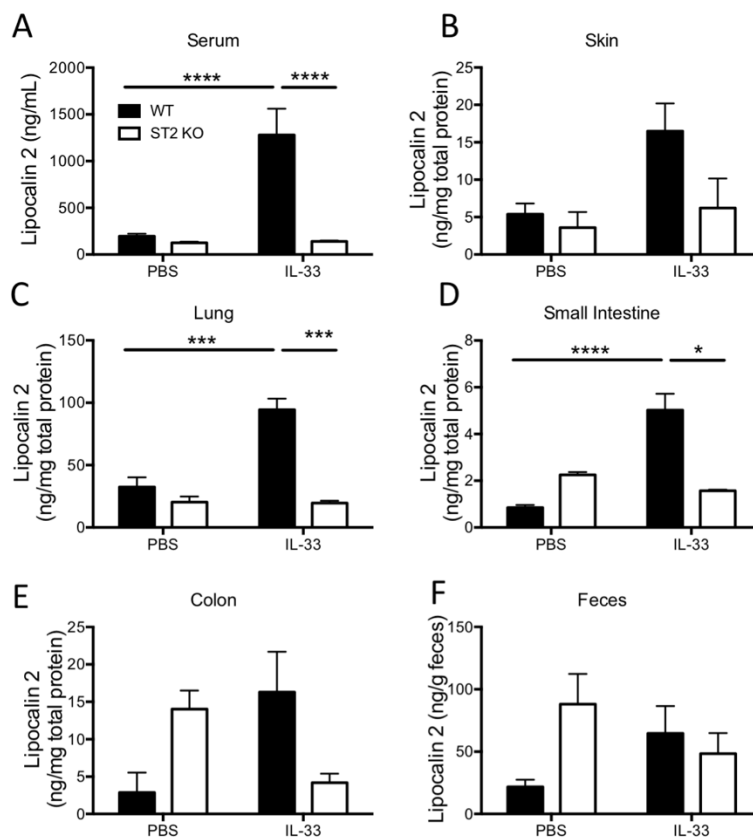 A
Serum
Lipocalin 2 (ng/mL)
2000
1500
1000
500
0
****
****
WT
ST2 KO
PBS
IL-33
B
Skin
Lipocalin 2
(ng/mg total protein)
25
20
15
10
5
0
PBS
IL-33
C
Lung
Lipocalin 2
(ng/mg total protein)
150
100
50
0
***
***
PBS
IL-33
D
Small Intestine
Lipocalin 2
(ng/mg total protein)
8
6
4
2
0
****
*
PBS
IL-33
E
Colon
Lipocalin 2
(ng/mg total protein)
25
20
15
10
5
0
PBS
IL-33
F
Feces
Lipocalin 2 (ng/g feces)
150
100
50
0
PBS
IL-33